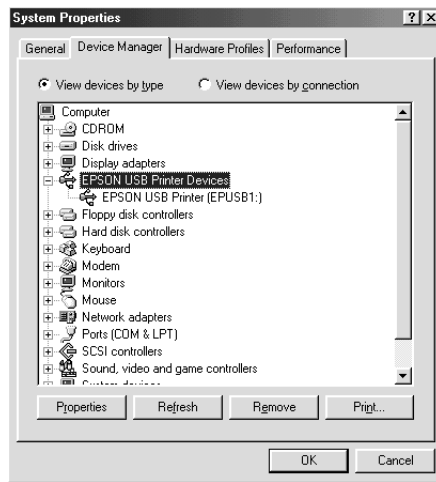 System Properties
General Device Manager Hardware Profiles Performance
View devices by type View devices by connection
Computer
CDROM
Disk drives
Display adapters
EPSON USB Printer Devices
EPSON USB Printer (EPUSB1:)
Floppy disk controllers
Hard disk controllers
Keyboard
Modem
Monitors
Mouse
Network adapters
Ports (COM & LPT)
SCSI controllers
Sound, video and game controllers
Properties Refresh Remove Print...
OK Cancel